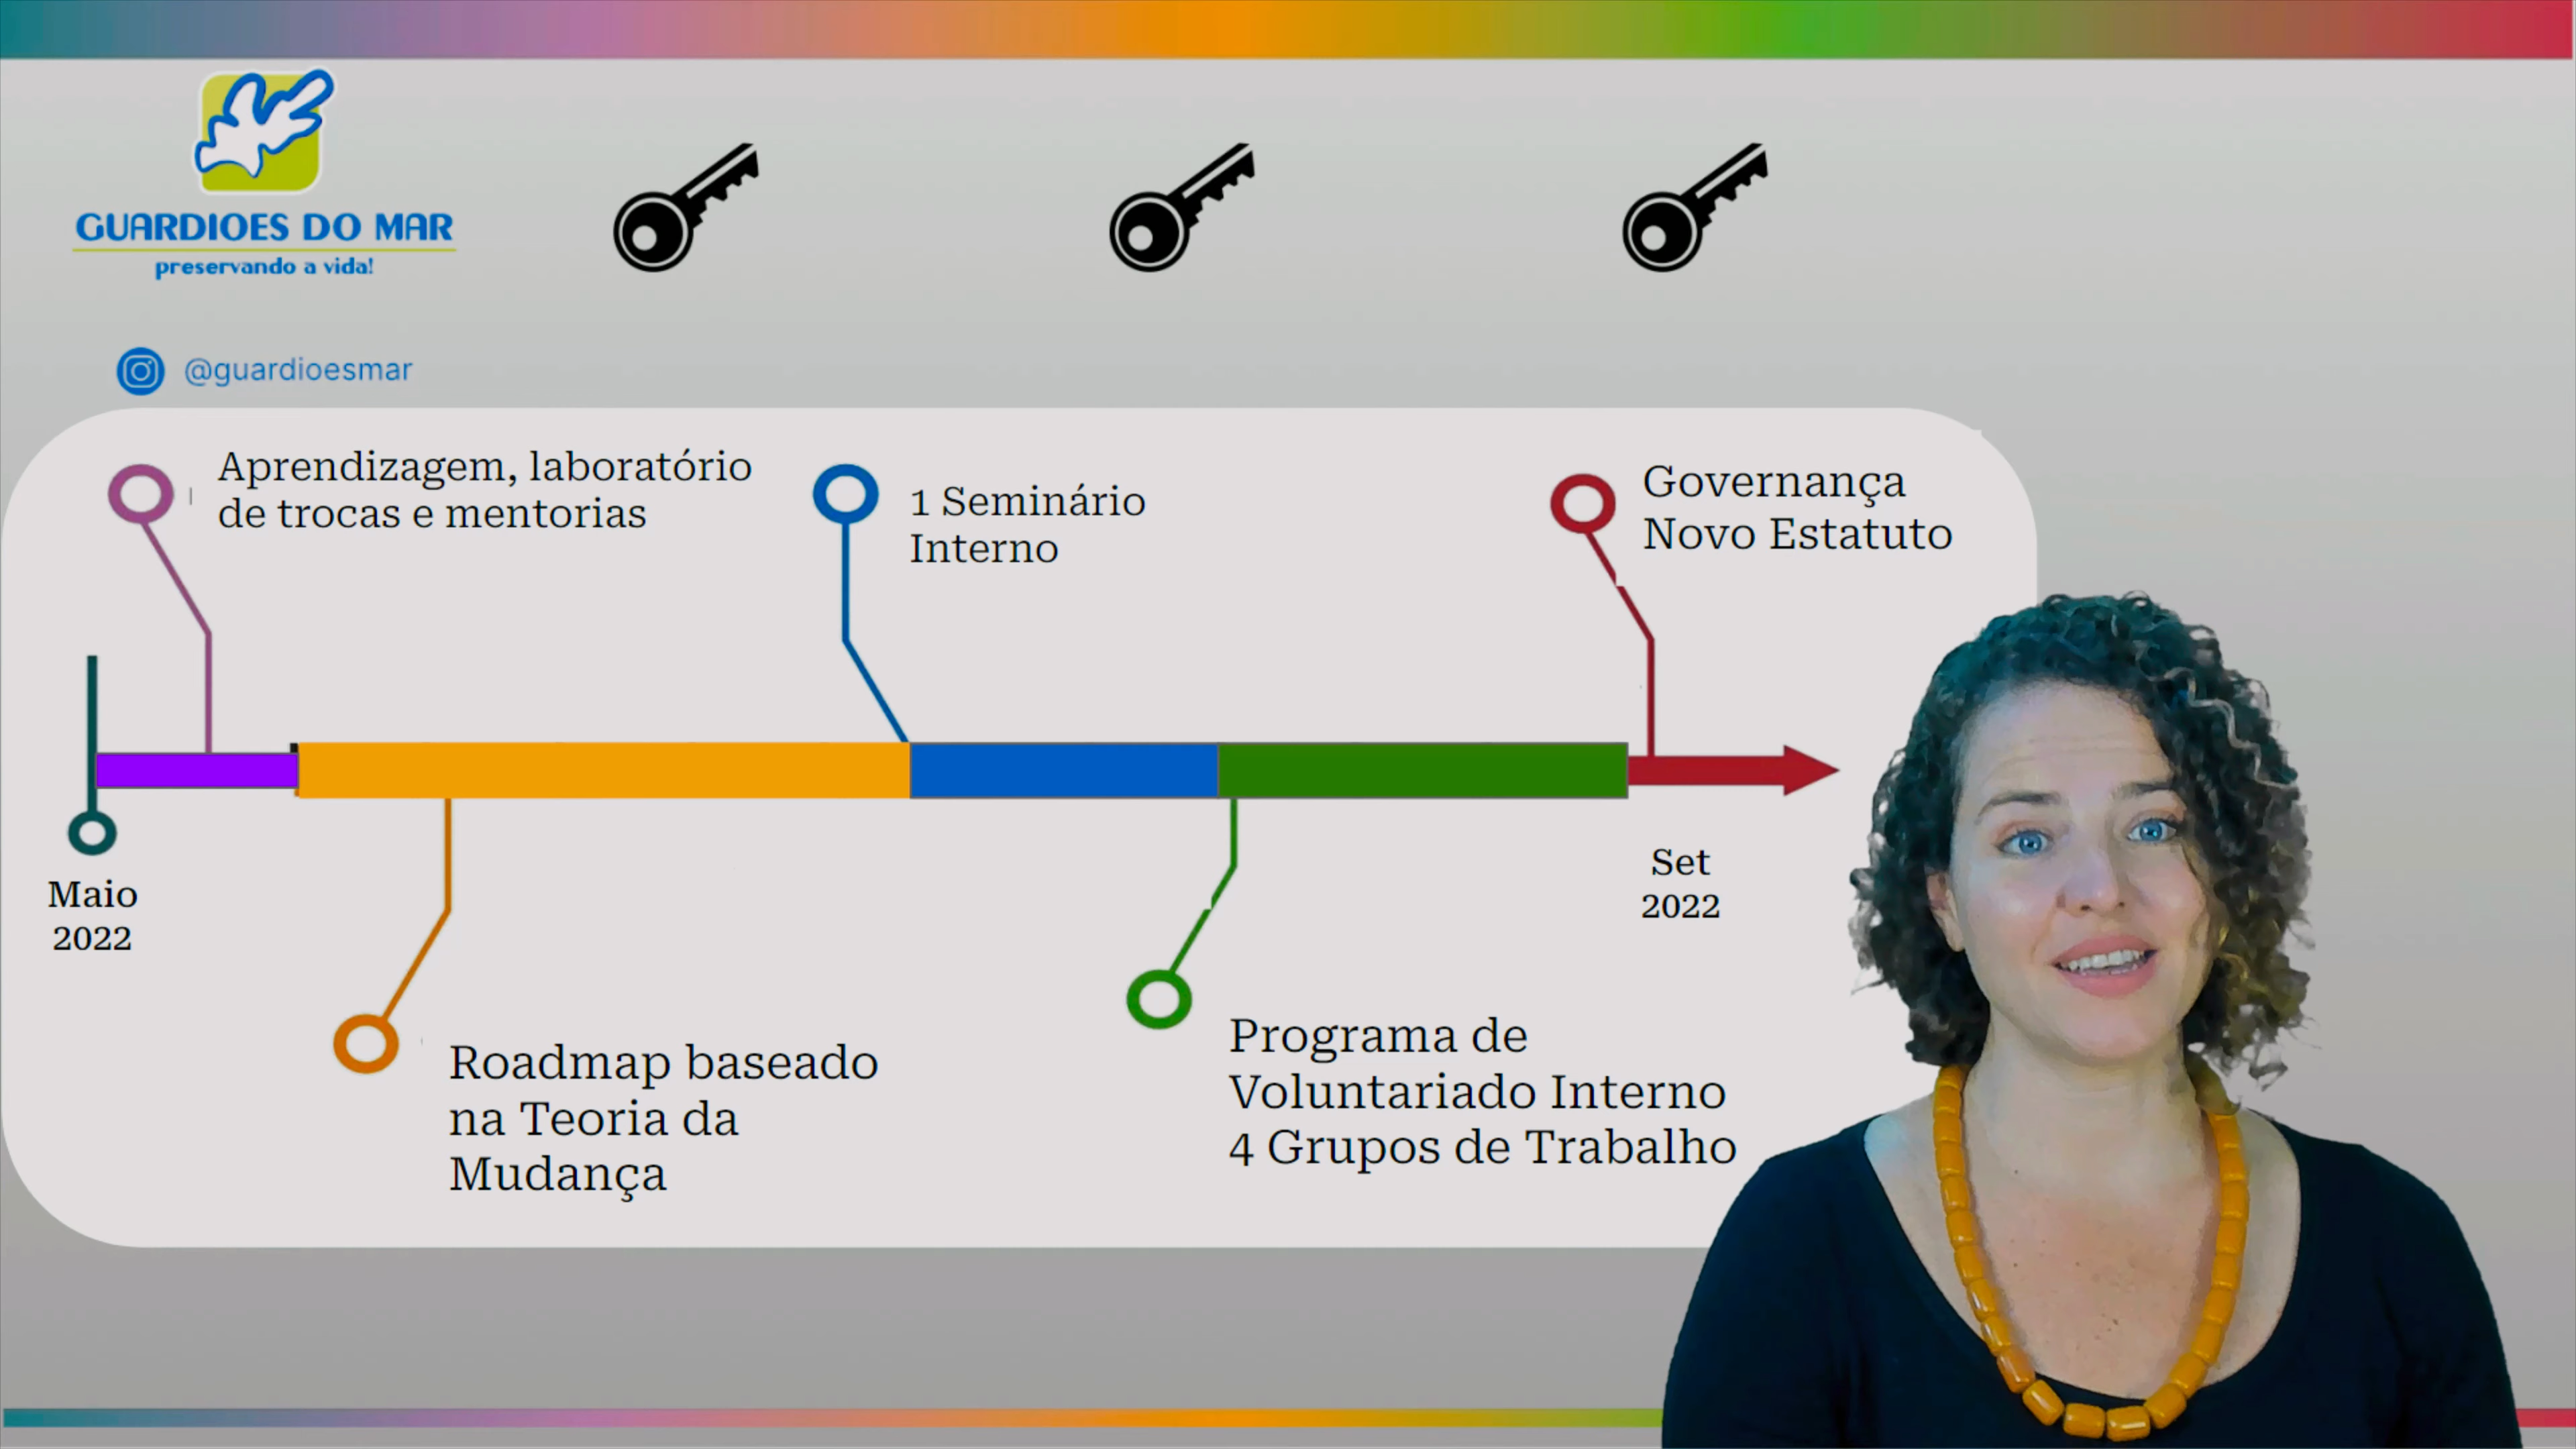 GUARDIOES DO MAR
preservando a vida!
@guardioesmar
Aprendizagem, laboratório
de trocas e mentorias
1 Seminário
Interno
Governança
Novo Estatuto
Maio
2022
Set
2022
Roadmap baseado
na Teoria da
Mudança
Programa de
Voluntariado Interno
4 Grupos de Trabalho